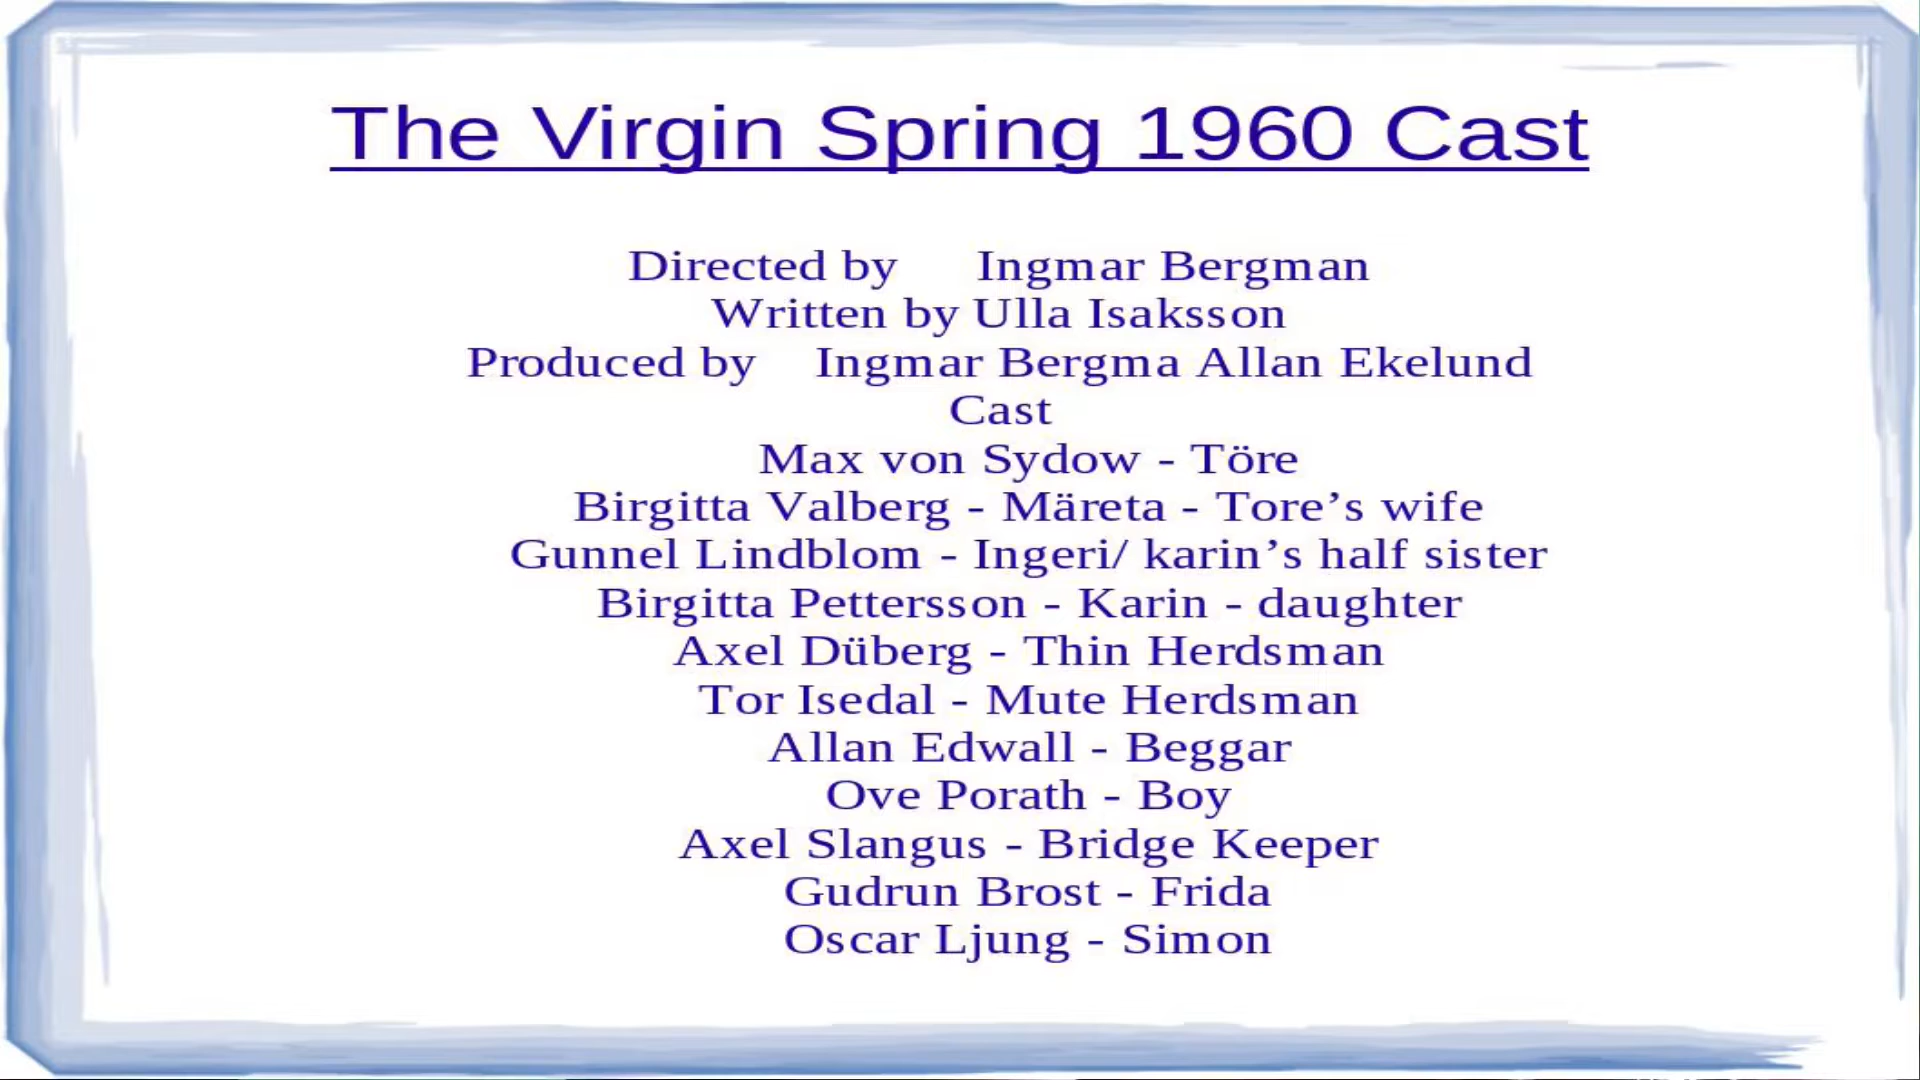 The Virgin Spring 1960 Cast
Directed by Ingmar Bergman
Written by Ulla Isaksson
Produced by Ingmar Bergma Allan Ekelund
Cast
Max von Sydow - Töre
Birgitta Valberg - Märeta - Tore’s wife
Gunnel Lindblom - Ingeri/ karin’s half sister
Birgitta Pettersson - Karin - daughter
Axel Düberg - Thin Herdsman
Tor Isedal - Mute Herdsman
Allan Edwall - Beggar
Ove Porath - Boy
Axel Slangus - Bridge Keeper
Gudrun Brost - Frida
Oscar Ljung - Simon